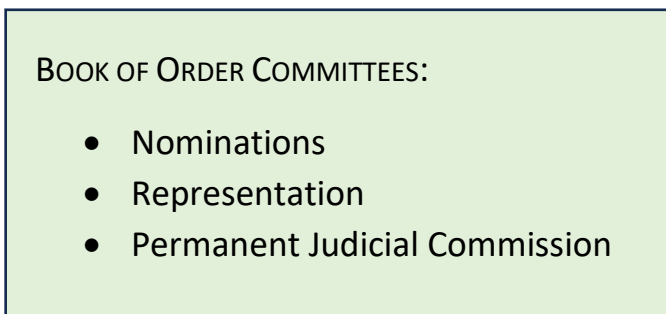 BOOK OF ORDER COMMITTEES:
• Nominations
• Representation
• Permanent Judicial Commission